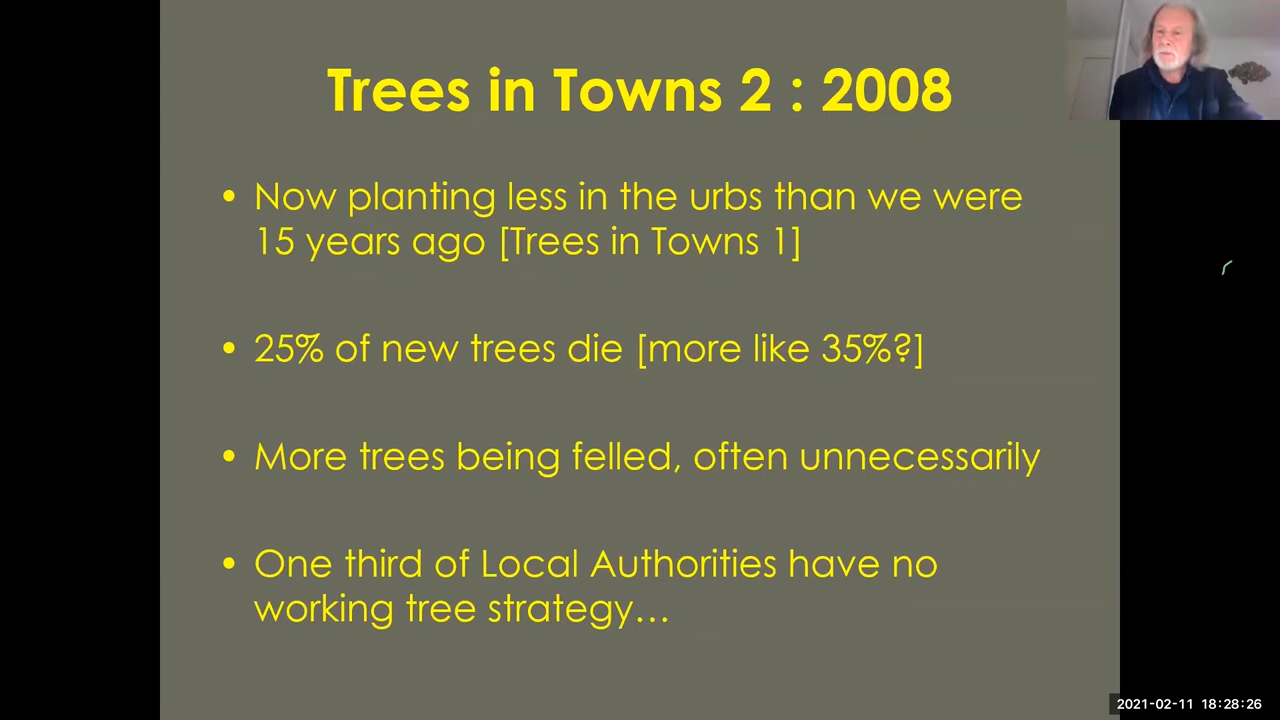 Trees in Towns 2 : 2008
• Now planting less in the urbs than we were
15 years ago [Trees in Towns 1]
• 25% of new trees die [more like 35%?]
• More trees being felled, often unnecessarily
• One third of Local Authorities have no
working tree strategy…
2021-02-11 18:28:26